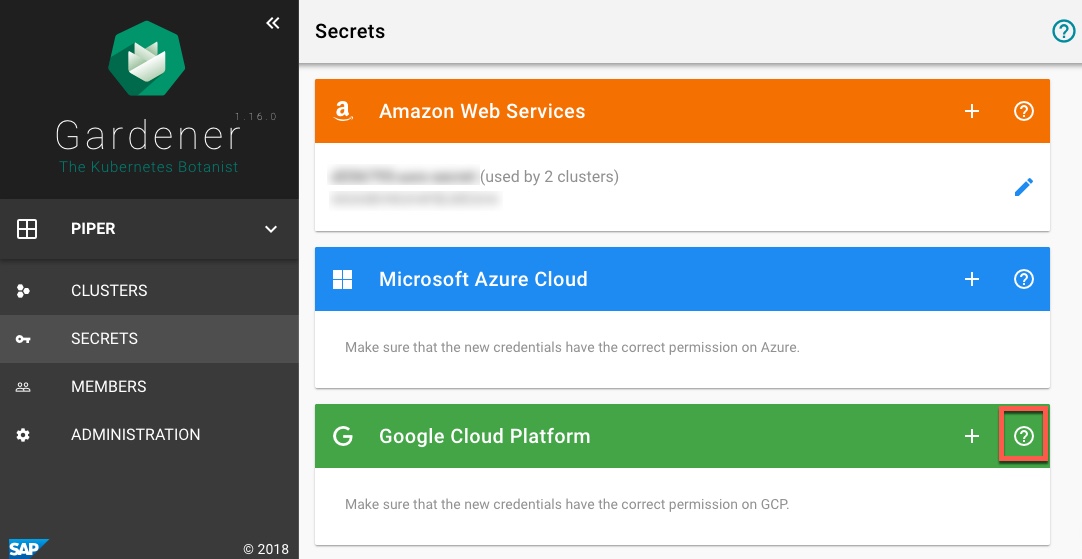 Gardener
1.16.0
The Kubernetes Botanist
PIPER
CLUSTERS
SECRETS
MEMBERS
ADMINISTRATION
SAP
© 2018
Secrets
Amazon Web Services
(used by 2 clusters)
Microsoft Azure Cloud
Make sure that the new credentials have the correct permission on Azure.
Google Cloud Platform
Make sure that the new credentials have the correct permission on GCP.